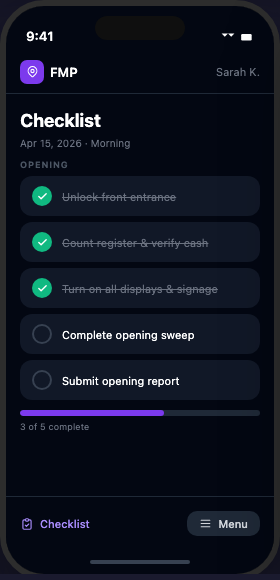 9:41
FMP
Sarah K.
Checklist
Apr 15, 2026 · Morning
OPENING
Unlock front entrance
Count register & verify cash
Turn on all displays & signage
Complete opening sweep
Submit opening report
3 of 5 complete
Checklist
Menu